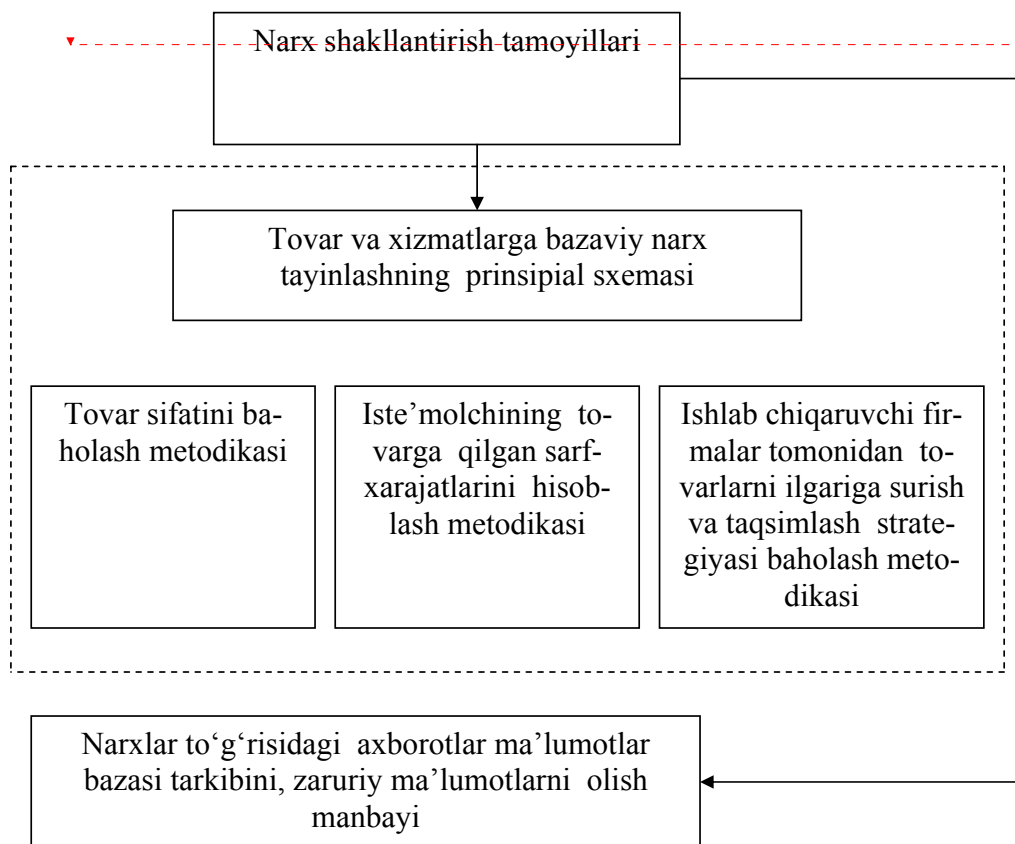 Narx shakllantirish tamoyillari
Tovar va xizmatlarga bazaviy narx
tayinlashning prinsipial sxemasi
Tovar sifatini ba-
holash metodikasi
Iste’molchining to-
varga qilgan sarf-
xarajatlarini hisob-
lash metodikasi
Ishlab chiqaruvchi fir-
malar tomonidan to-
varlarni ilgariga surish
va taqsimlash strate-
giyasi baholash meto-
dikasi
Narxlar to‘g‘risidagi axborotlar ma’lumotlar
bazasi tarkibini, zaruriy ma’lumotlarni olish
manbayi